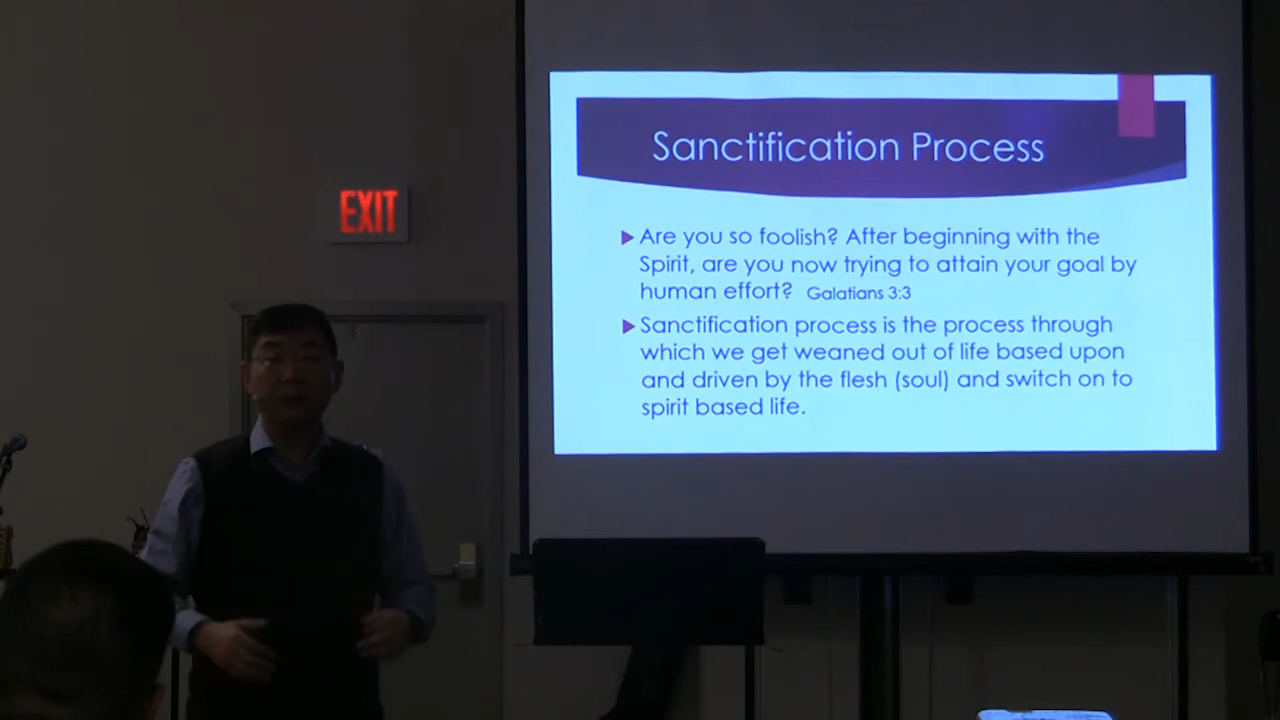 EXIT
Sanctification Process
Are you so foolish? After beginning with the
Spirit, are you now trying to attain your goal by
human effort? Galatians 3:3
Sanctification process is the process through
which we get weaned out of life based upon
and driven by the flesh (soul) and switch on to
spirit based life.